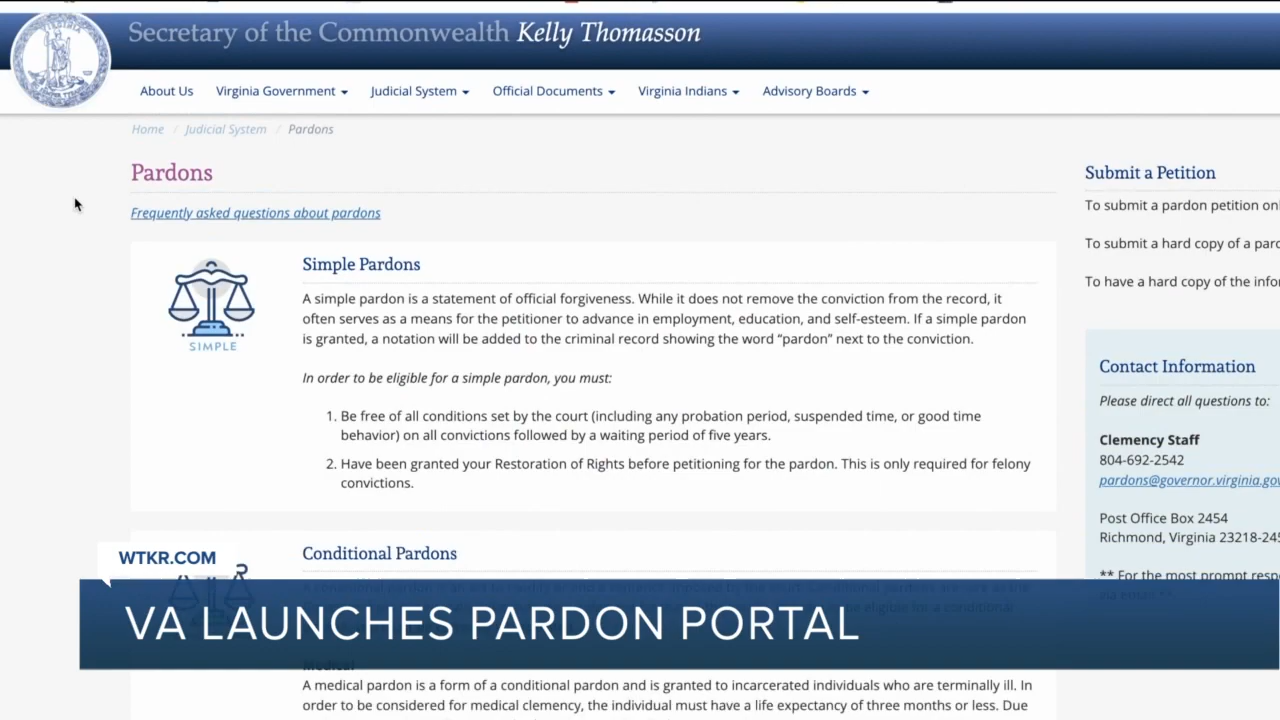 Secretary of the Commonwealth Kelly Thomasson
About Us Virginia Government Judicial System Official Documents Virginia Indians Advisory Boards
Home / Judicial System / Pardons
Pardons
Frequently asked questions about pardons
SIMPLE
Simple Pardons
A simple pardon is a statement of official forgiveness. While it does not remove the conviction from the record, it
often serves as a means for the petitioner to advance in employment, education, and self-esteem. If a simple pardon
is granted, a notation will be added to the criminal record showing the word “pardon” next to the conviction.
In order to be eligible for a simple pardon, you must:
1. Be free of all conditions set by the court (including any probation period, suspended time, or good time
behavior) on all convictions followed by a waiting period of five years.
2. Have been granted your Restoration of Rights before petitioning for the pardon. This is only required for felony
convictions.
Conditional Pardons
Medical
A medical pardon is a form of a conditional pardon and is granted to incarcerated individuals who are terminally ill. In
order to be considered for medical clemency, the individual must have a life expectancy of three months or less. Due
Submit a Petition
To submit a pardon petition onl
To submit a hard copy of a pard
To have a hard copy of the infor
Contact Information
Please direct all questions to:
Clemency Staff
804-692-2542
pardons@governor.virginia.gov
Post Office Box 2454
Richmond, Virginia 23218-245
** For the most prompt resp
via email **
WTKR.COM
VA LAUNCHES PARDON PORTAL